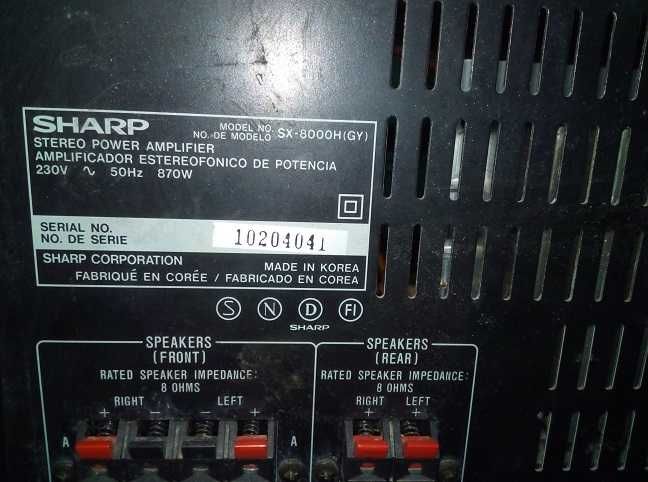 SHARP MODEL NO. SX-8000H(GY)
NO. DE MODELO
STEREO POWER AMPLIFIER
AMPLIFICADOR ESTEREOFONICO DE POTENCIA
230V ∿ 50Hz 870W
SERIAL NO. 10204041
NO. DE SERIE
SHARP CORPORATION MADE IN KOREA
FABRIQUÉ EN CORÉE / FABRICADO EN COREA
S N D FI
SHARP
SPEAKERS
(FRONT)
RATED SPEAKER IMPEDANCE:
8 OHMS
RIGHT LEFT
+ − − +
A A
SPEAKERS
(REAR)
RATED SPEAKER IMPEDANCE:
8 OHMS
RIGHT LEFT
+ +